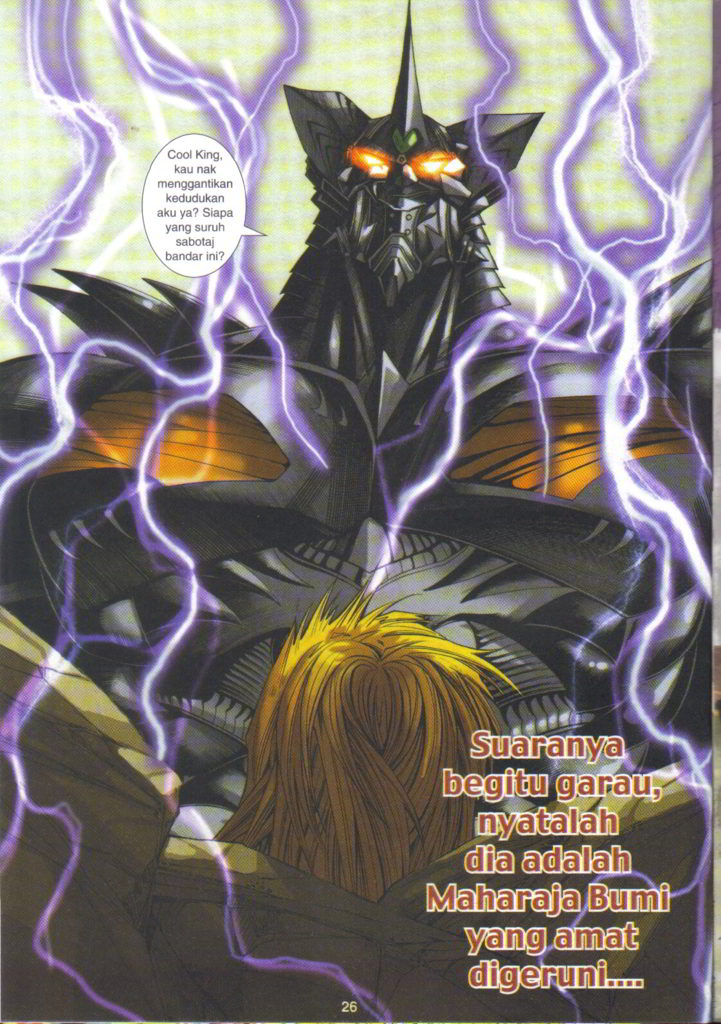 Cool King,
kau nak
menggantikan
kedudukan
aku ya? Siapa
yang suruh
sabotaj
bandar ini?
Suaranya
begitu garau,
nyatalah
dia adalah
Maharaja Bumi
yang amat
digeruni....
26